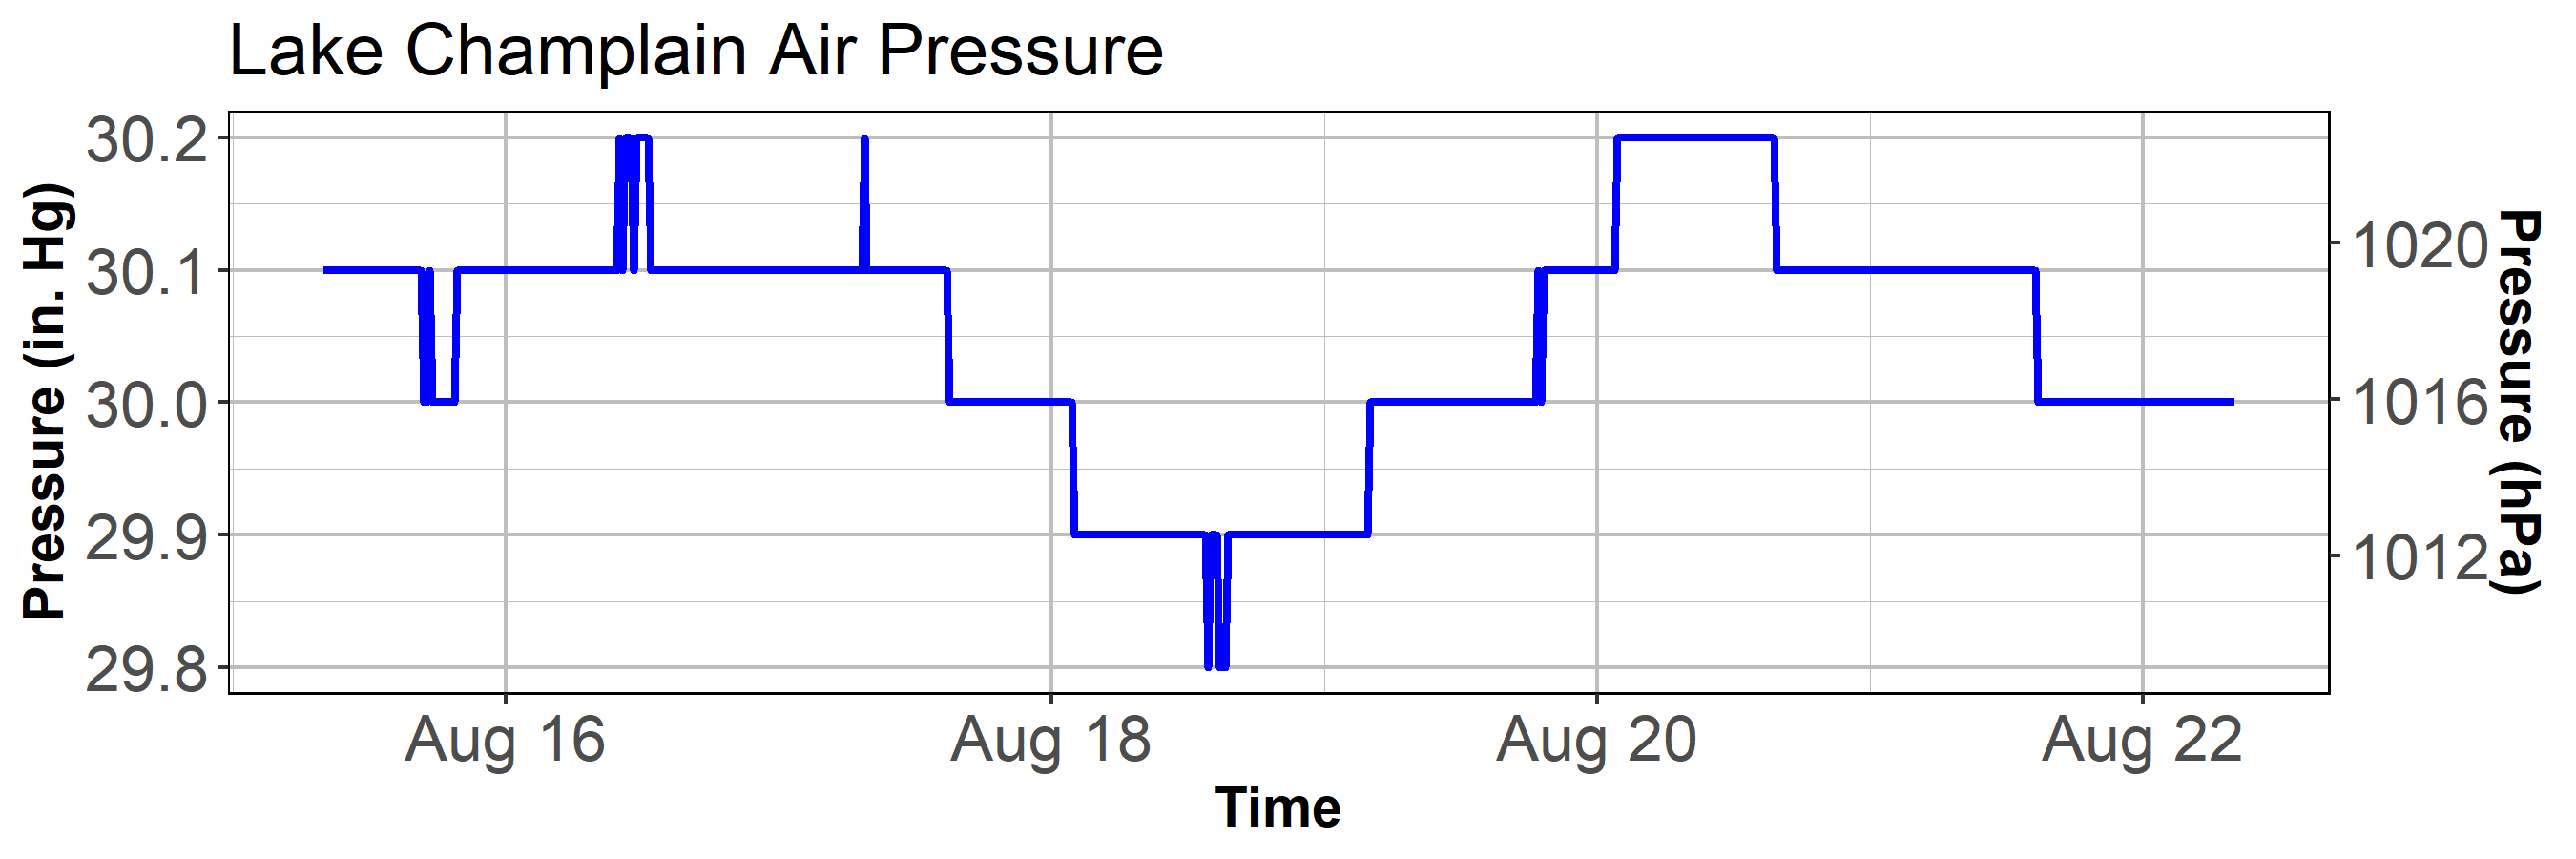 Lake Champlain Air Pressure
Pressure (in. Hg)
30.2
30.1
30.0
29.9
29.8
1020
1016
1012
Pressure (hPa)
Aug 16
Aug 18
Aug 20
Aug 22
Time